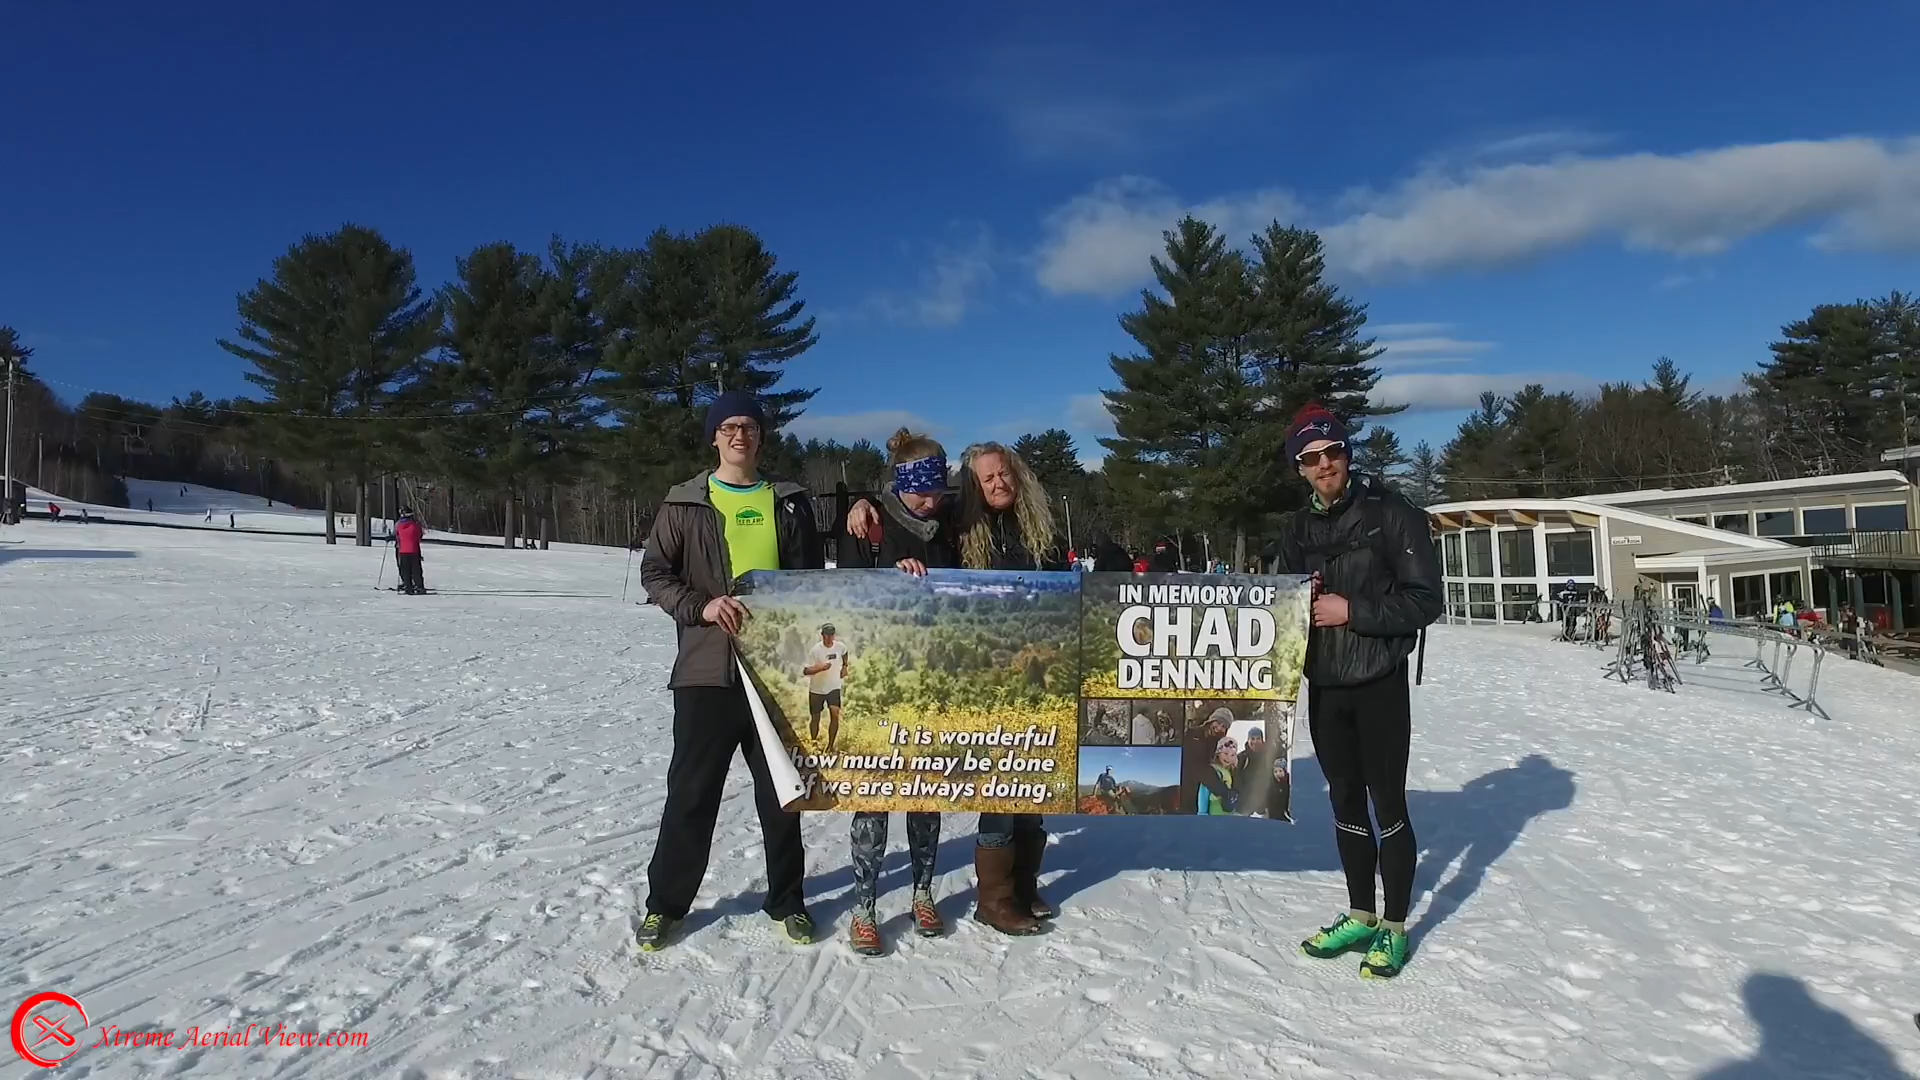 IN MEMORY OF
CHAD
DENNING
"It is wonderful
how much may be done
if we are always doing."
Xtreme Aerial View.com